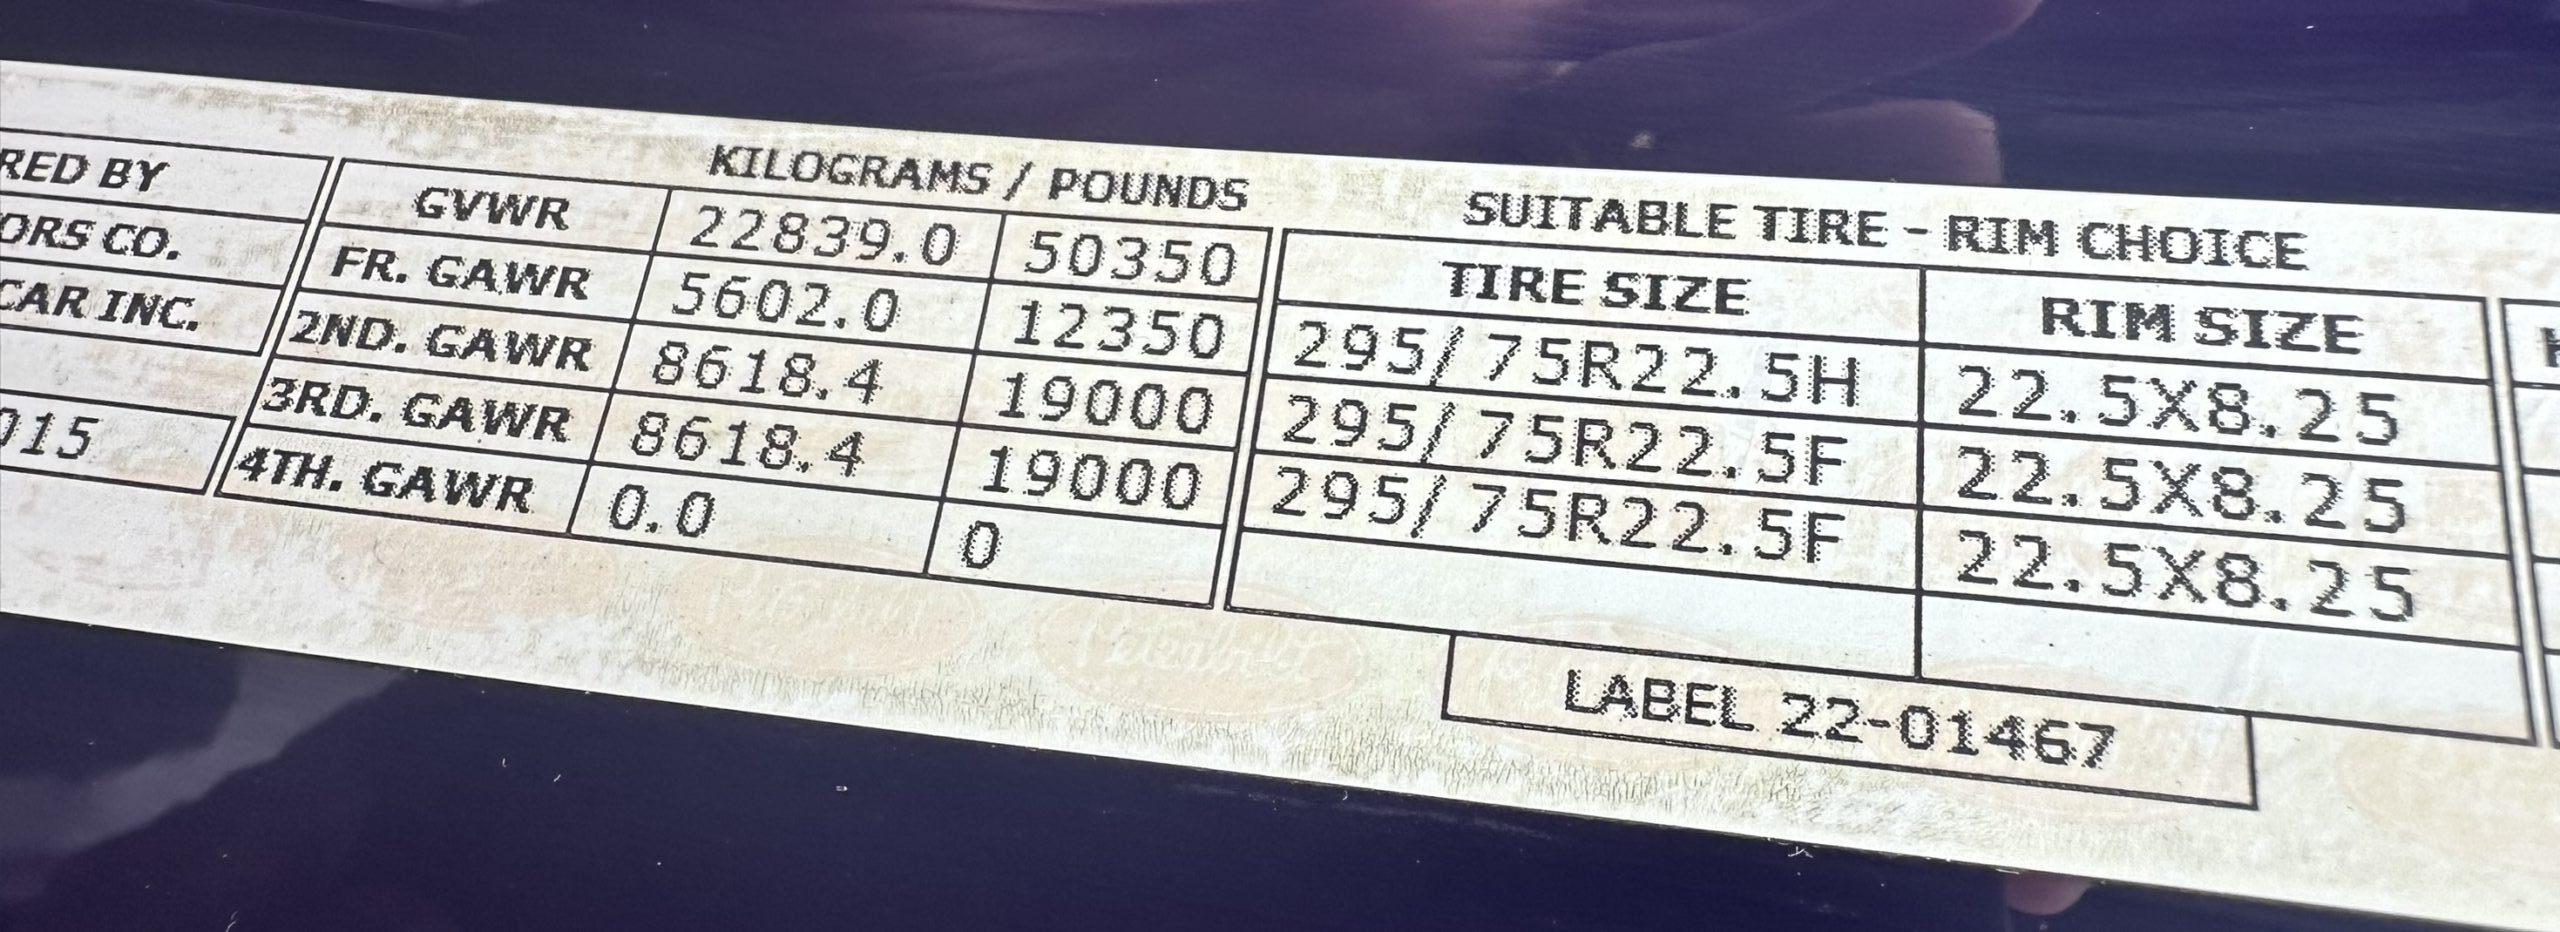 RED BY
ORS CO.
CAR INC.
015
KILOGRAMS / POUNDS
GVWR 22839.0 50350
FR. GAWR 5602.0 12350
2ND. GAWR 8618.4 19000
3RD. GAWR 8618.4 19000
4TH. GAWR 0.0 0
SUITABLE TIRE - RIM CHOICE
TIRE SIZE RIM SIZE
295/ 75R22.5H 22.5X8.25
295/ 75R22.5F 22.5X8.25
295/ 75R22.5F 22.5X8.25
LABEL 22-01467
Peterbilt